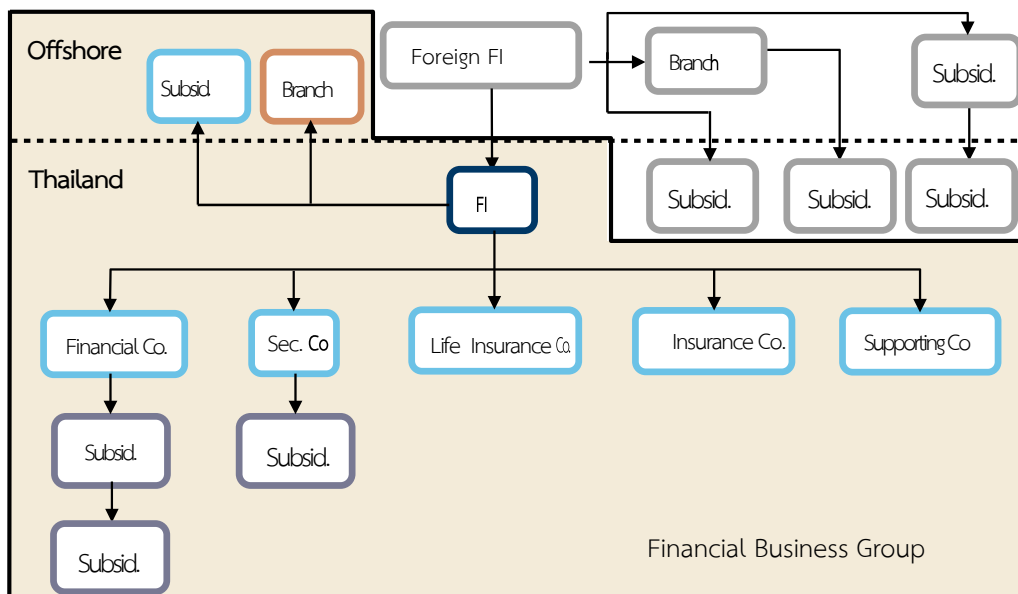 Offshore
Subsid.
Branch
Foreign FI
Branch
Subsid.
Thailand
FI
Subsid.
Subsid.
Subsid.
Financial Co.
Sec. Co
Life Insurance Co.
Insurance Co.
Supporting Co
Subsid.
Subsid.
Subsid.
Financial Business Group